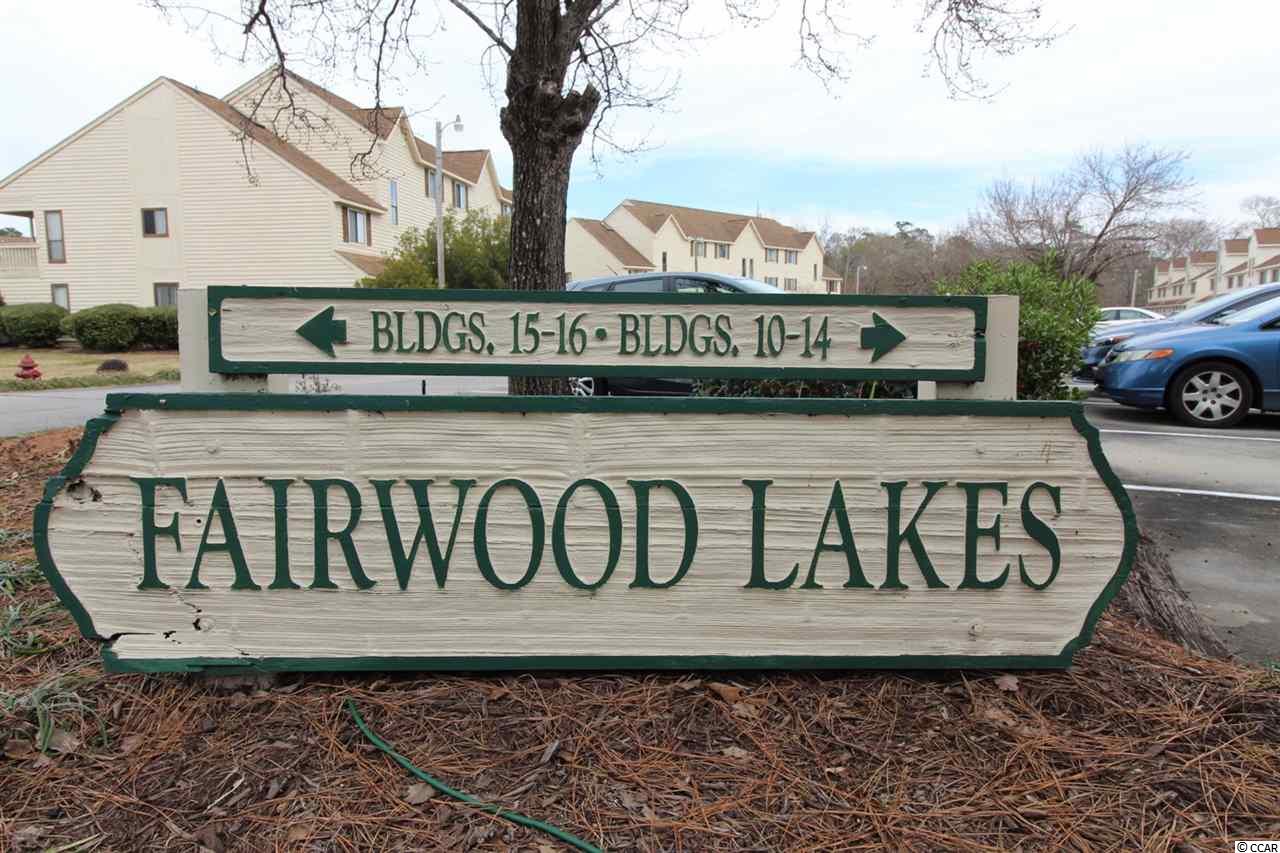 BLDGS. 15-16 • BLDGS. 10-14
FAIRWOOD LAKES
© CCAR